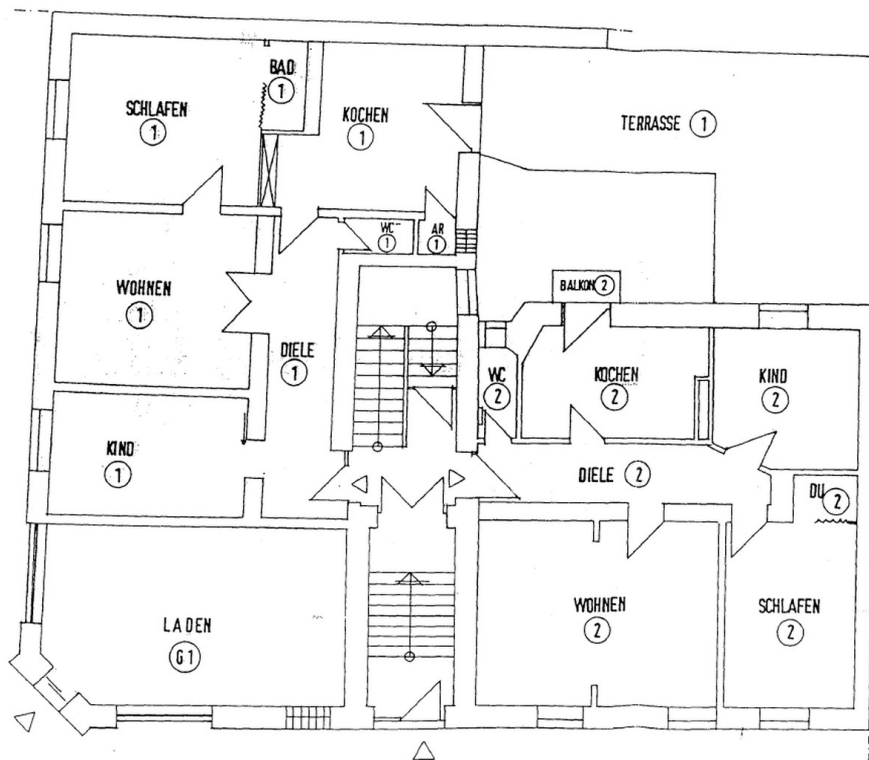 BAD
1
SCHLAFEN
1
KOCHEN
1
TERRASSE 1
WC
1
AR
1
WOHNEN
1
BALKON 2
DIELE
1
WC
2
KOCHEN
2
KIND
2
KIND
1
DIELE 2
DU
2
LADEN
G1
WOHNEN
2
SCHLAFEN
2